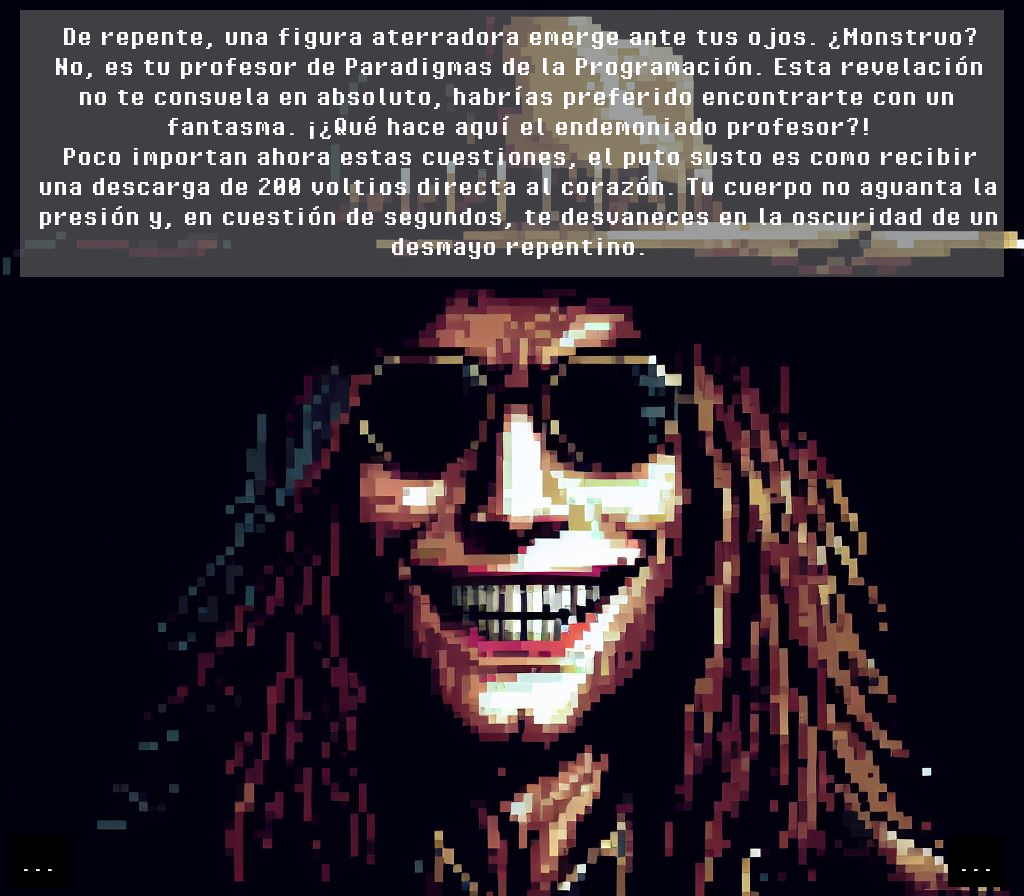 De repente, una figura aterradora emerge ante tus ojos. ¿Monstruo?
No, es tu profesor de Paradigmas de la Programación. Esta revelación
no te consuela en absoluto, habrías preferido encontrarte con un
fantasma. ¡¿Qué hace aquí el endemoniado profesor?!
Poco importan ahora estas cuestiones, el puto susto es como recibir
una descarga de 200 voltios directa al corazón. Tu cuerpo no aguanta la
presión y, en cuestión de segundos, te desvaneces en la oscuridad de un
desmayo repentino.
... ...